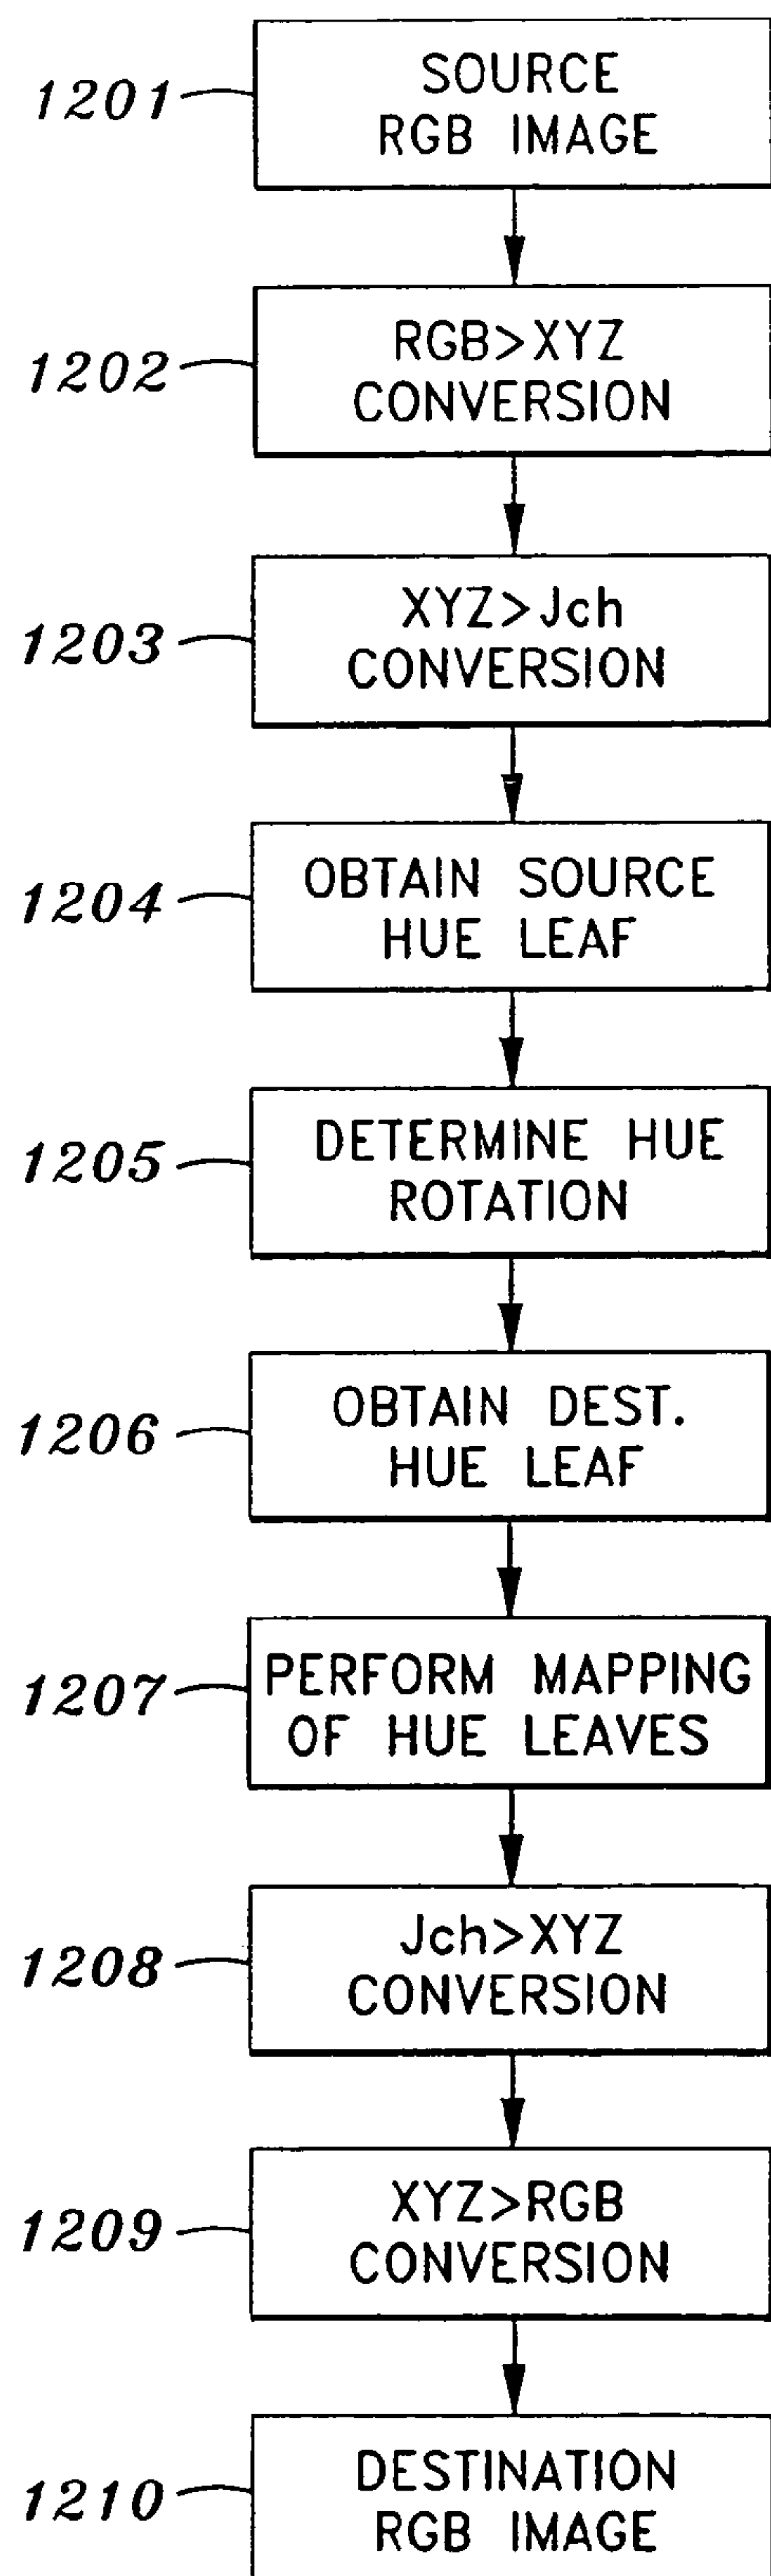 1201
SOURCE
RGB IMAGE
1202
RGB>XYZ
CONVERSION
1203
XYZ>Jch
CONVERSION
1204
OBTAIN SOURCE
HUE LEAF
1205
DETERMINE HUE
ROTATION
1206
OBTAIN DEST.
HUE LEAF
1207
PERFORM MAPPING
OF HUE LEAVES
1208
Jch>XYZ
CONVERSION
1209
XYZ>RGB
CONVERSION
1210
DESTINATION
RGB IMAGE